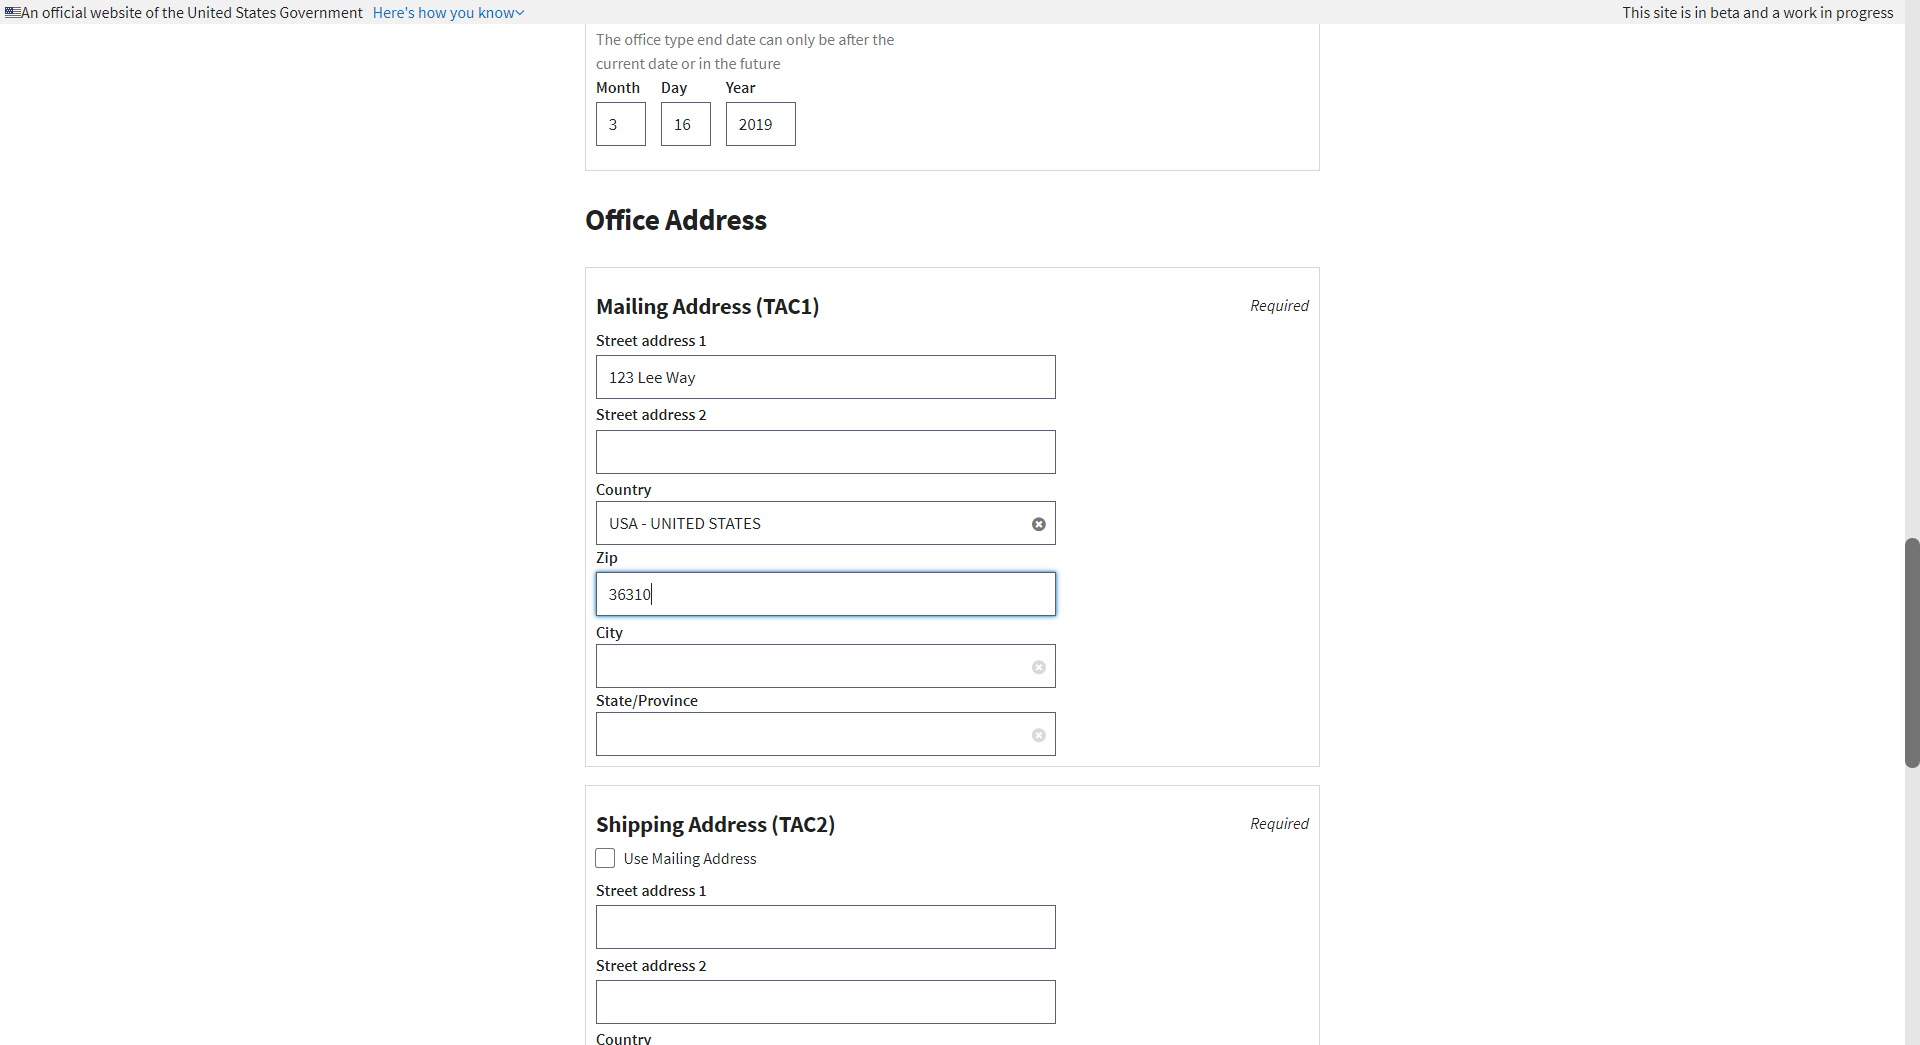 An official website of the United States Government Here's how you know
This site is in beta and a work in progress
The office type end date can only be after the
current date or in the future
Month Day Year
3 16 2019
Office Address
Mailing Address (TAC1) Required
Street address 1
123 Lee Way
Street address 2
Country
USA - UNITED STATES
Zip
36310
City
State/Province
Shipping Address (TAC2) Required
Use Mailing Address
Street address 1
Street address 2
Country